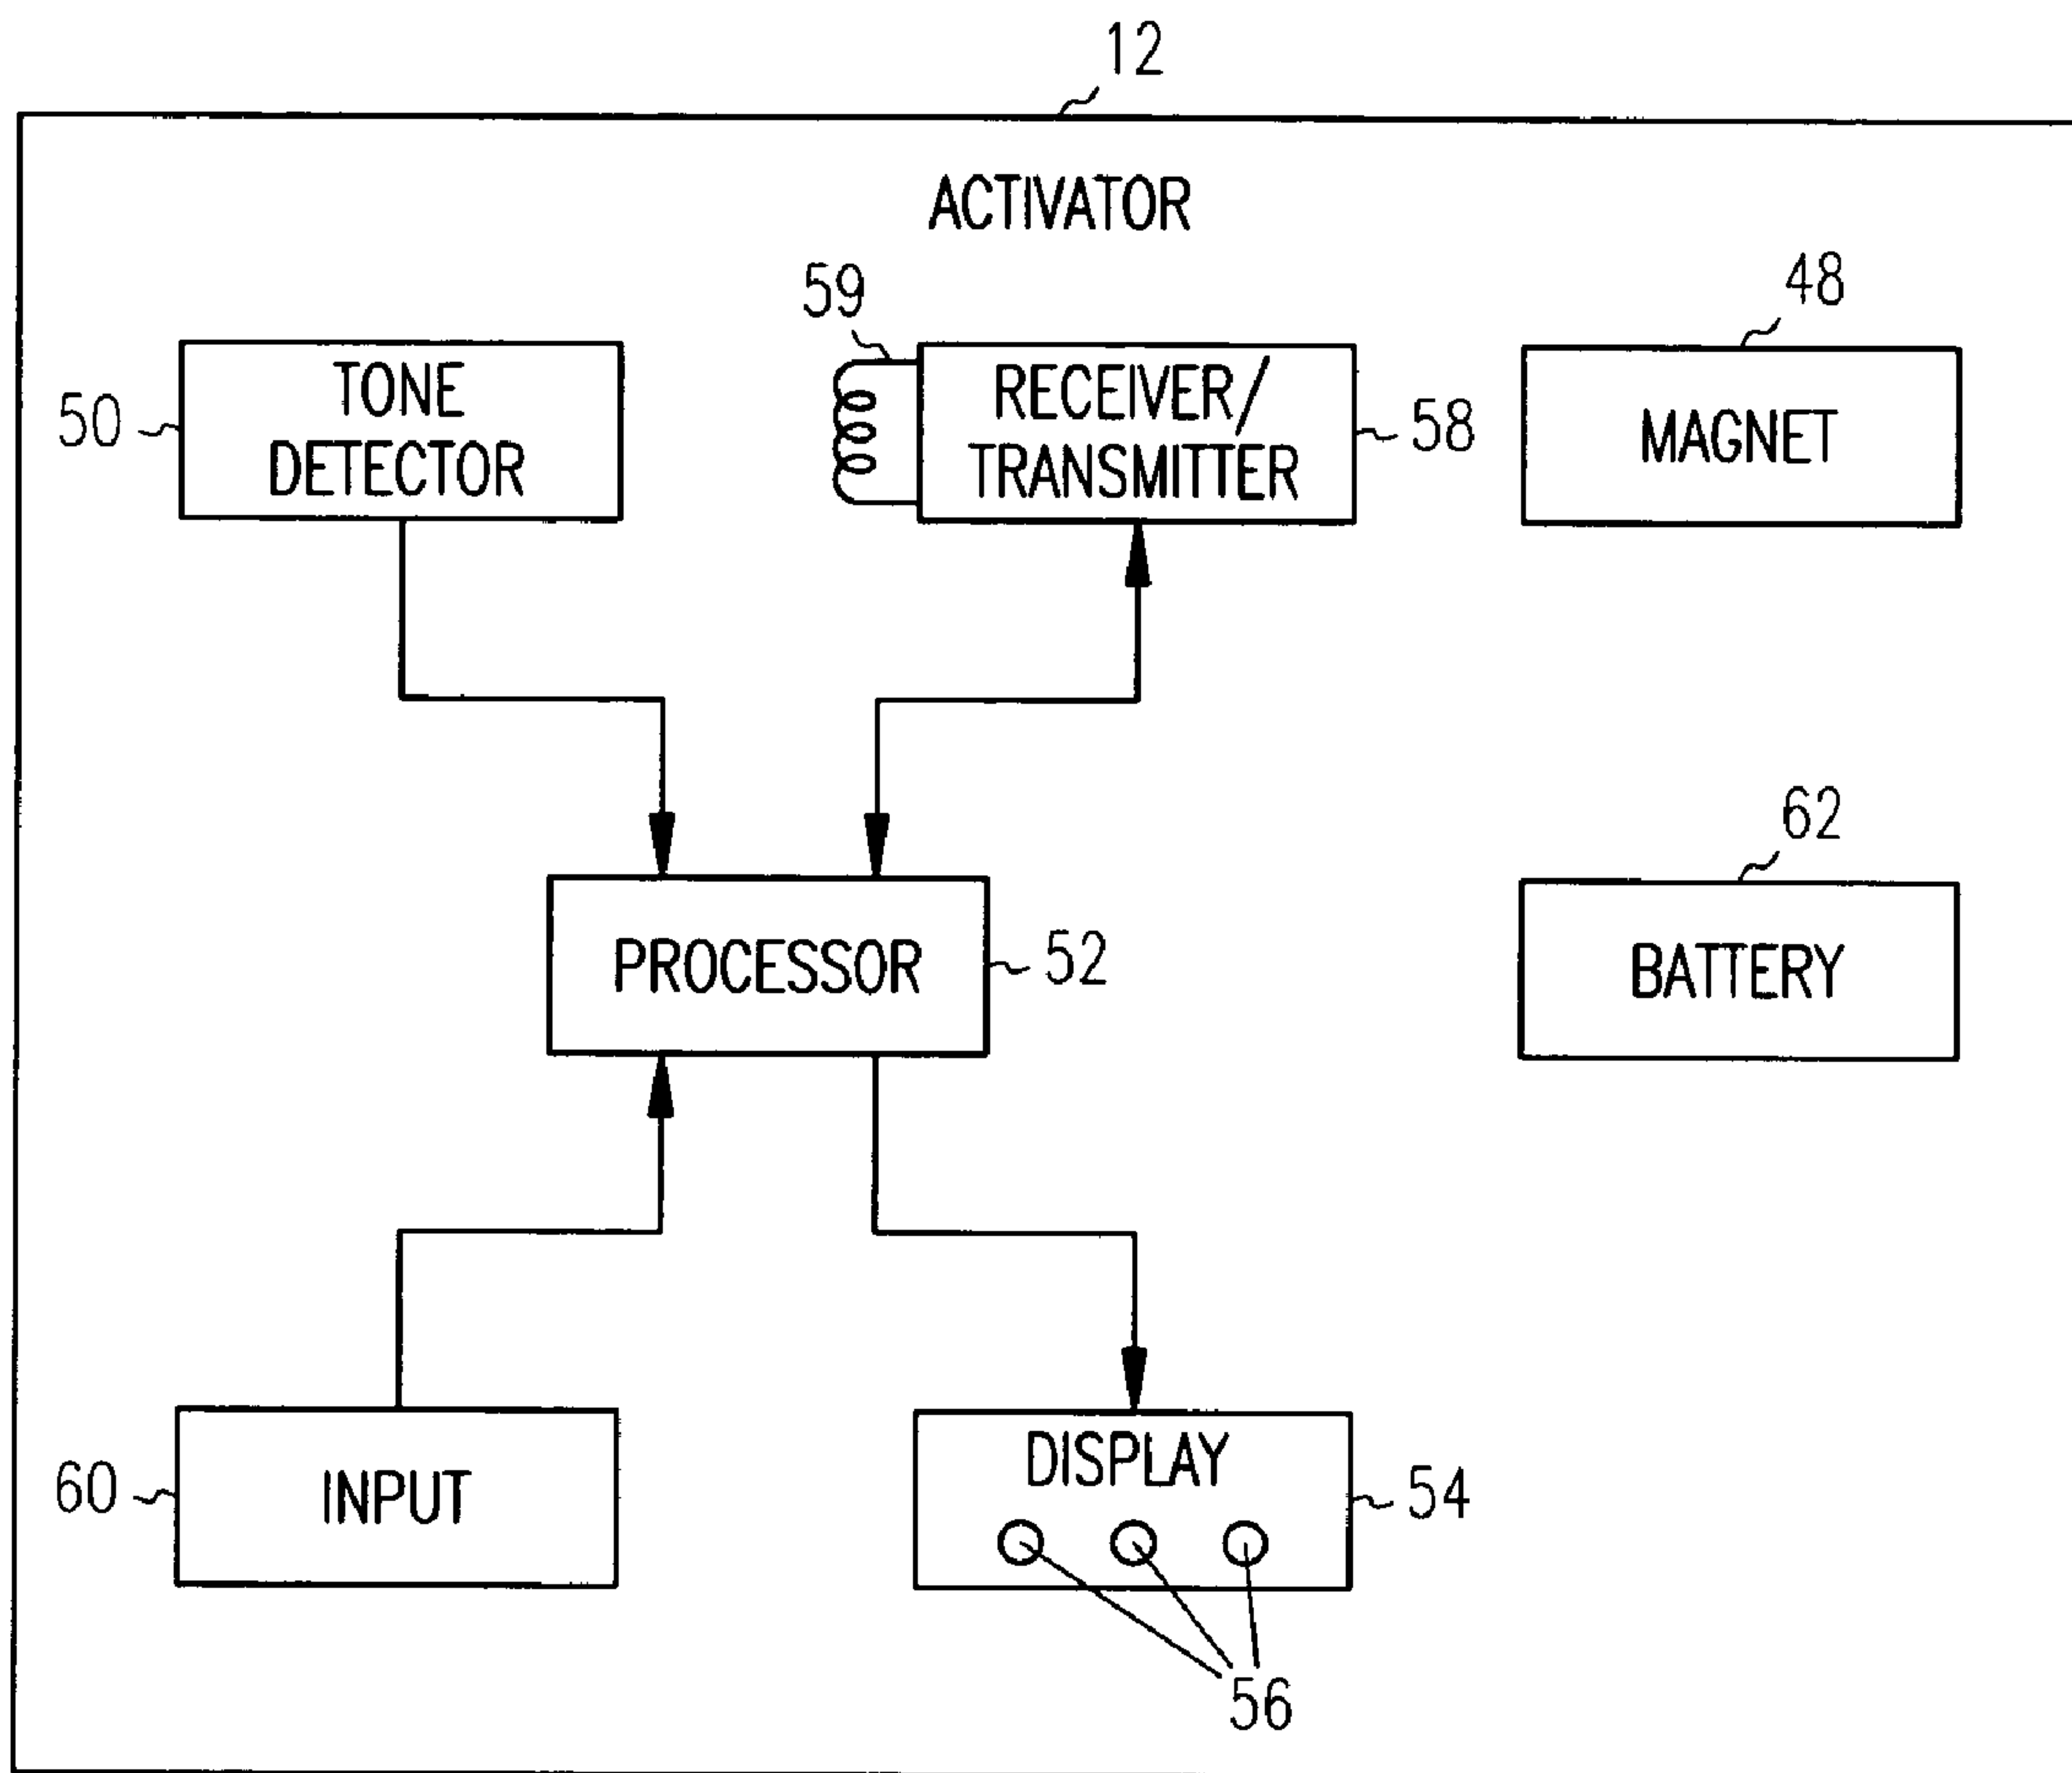 12
ACTIVATOR
59
48
50
TONE
DETECTOR
RECEIVER/
TRANSMITTER
58
MAGNET
62
PROCESSOR
52
BATTERY
60
INPUT
DISPLAY
54
56